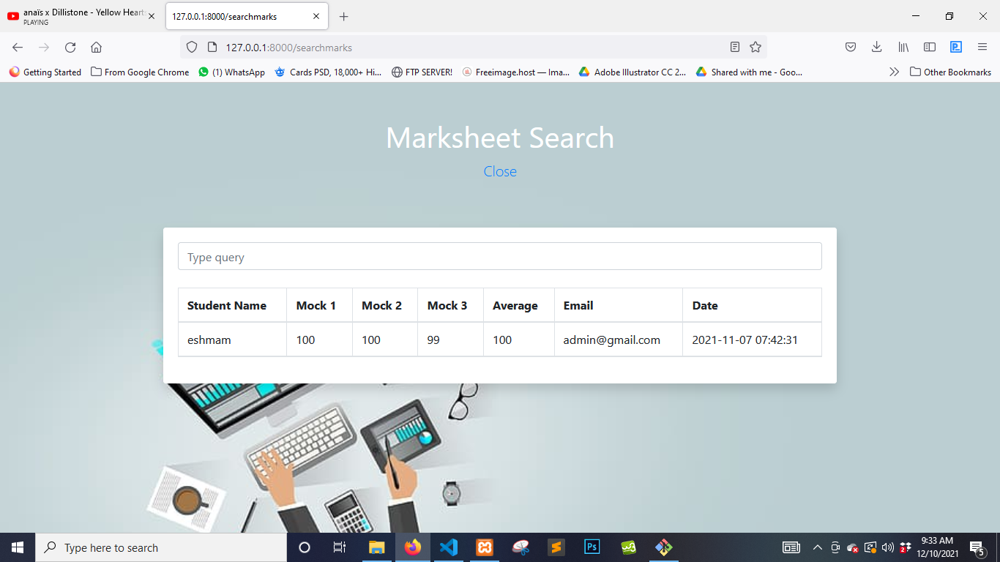 anaïs x Dillistone - Yellow Hearts
PLAYING
127.0.0.1:8000/searchmarks
127.0.0.1:8000/searchmarks
Getting Started From Google Chrome (1) WhatsApp Cards PSD, 18,000+ Hi... FTP SERVER! Freeimage.host — Ima... Adobe Illustrator CC 2... Shared with me - Goo... Other Bookmarks
Marksheet Search
Close
Type query
Student Name Mock 1 Mock 2 Mock 3 Average Email Date
eshmam 100 100 99 100 admin@gmail.com 2021-11-07 07:42:31
Type here to search
Ps
9:33 AM
12/10/2021
2
5